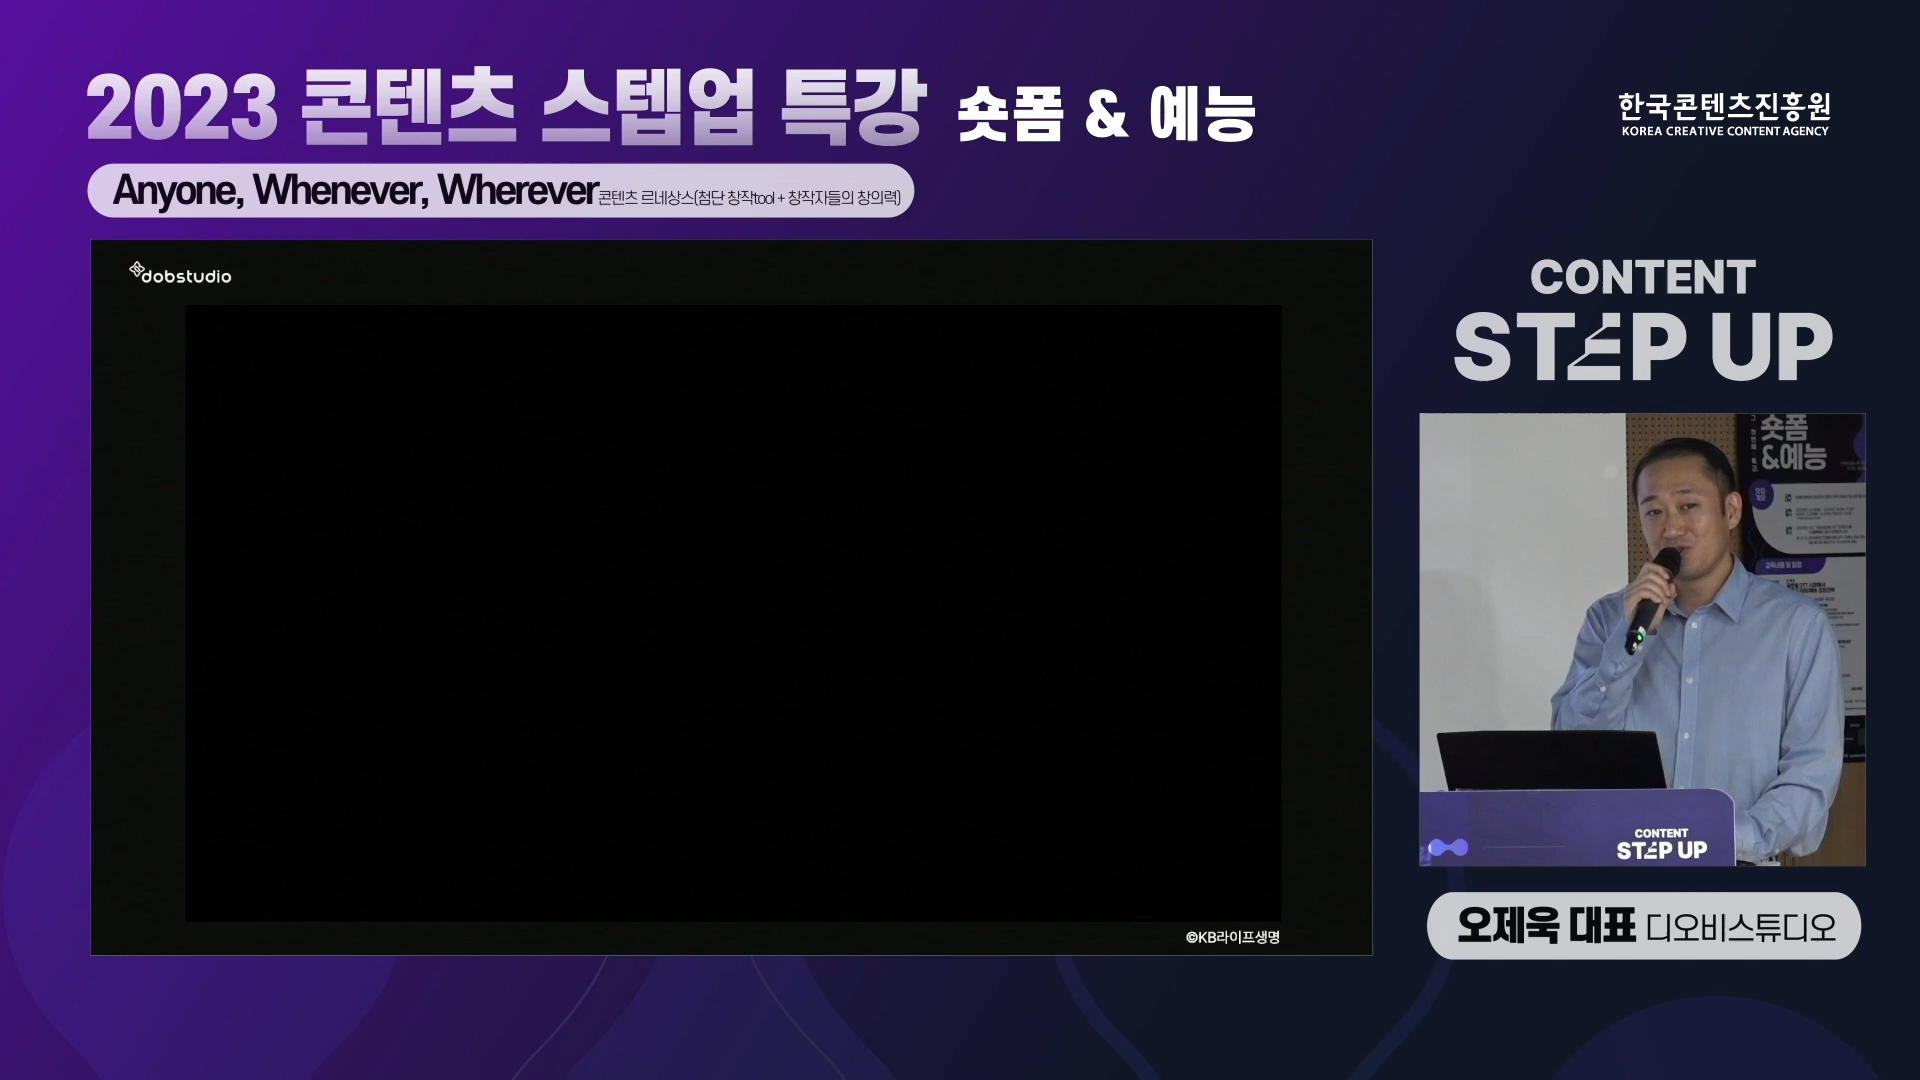 2023 콘텐츠 스텝업 특강 숏폼 & 예능
한국콘텐츠진흥원
KOREA CREATIVE CONTENT AGENCY
Anyone, Whenever, Wherever 콘텐츠 르네상스(첨단 창작tool + 창작자들의 창의력)
dobstudio
©KB라이프생명
CONTENT
STEP UP
숏폼
&예능
CONTENT
STEP UP
오제욱 대표 디오비스튜디오